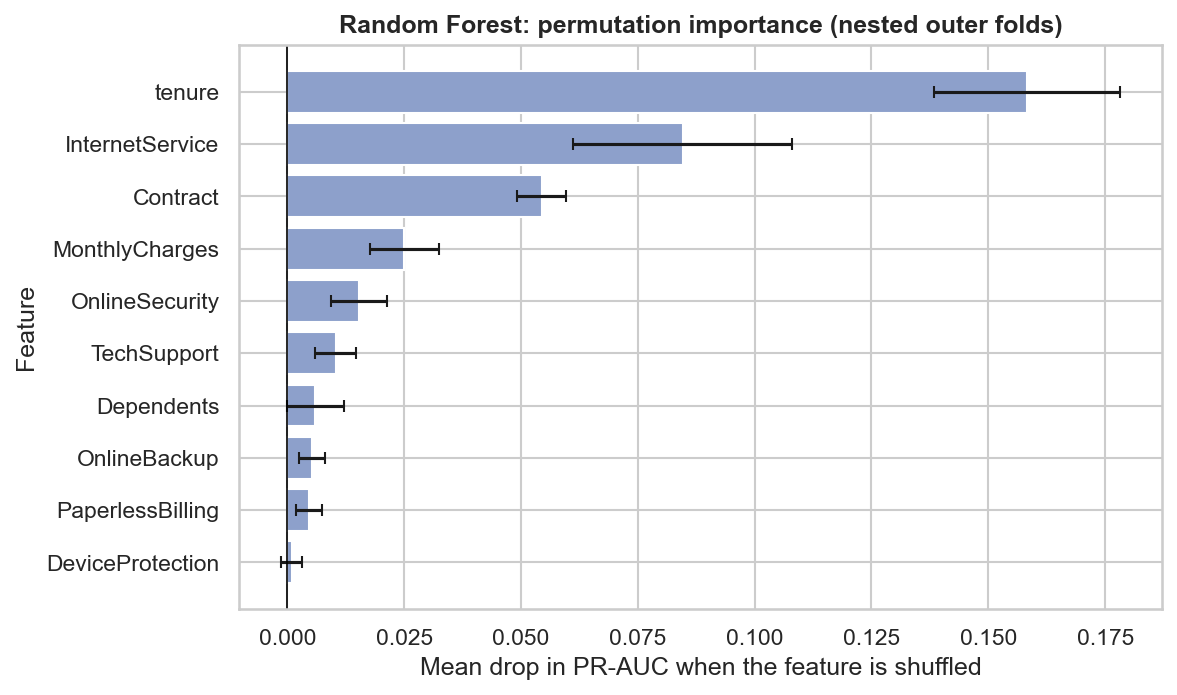 Random Forest: permutation importance (nested outer folds)
Feature
tenure
InternetService
Contract
MonthlyCharges
OnlineSecurity
TechSupport
Dependents
OnlineBackup
PaperlessBilling
DeviceProtection
0.000 0.025 0.050 0.075 0.100 0.125 0.150 0.175
Mean drop in PR-AUC when the feature is shuffled